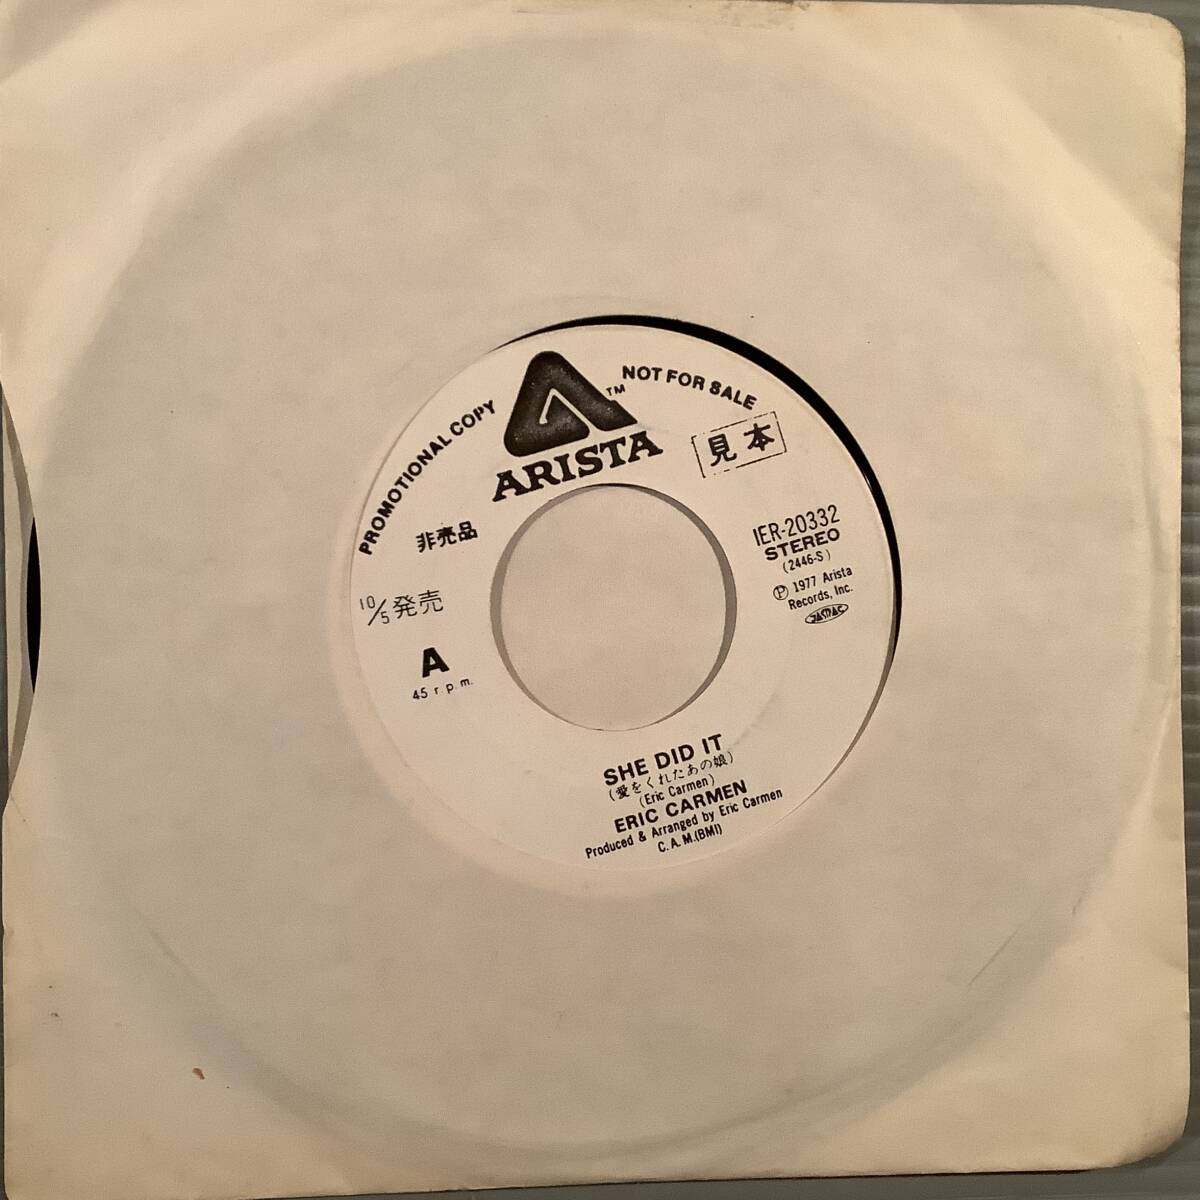 PROMOTIONAL COPY
NOT FOR SALE
TM
ARISTA
見本
非売品
10/5発売
A
45 r.p.m.
IER-20332
STEREO
(2446-S)
Ⓟ 1977 Arista
Records, Inc.
JASRAC
SHE DID IT
(愛をくれたあの娘)
(Eric Carmen)
ERIC CARMEN
Produced & Arranged by Eric Carmen
C.A.M.(BMI)